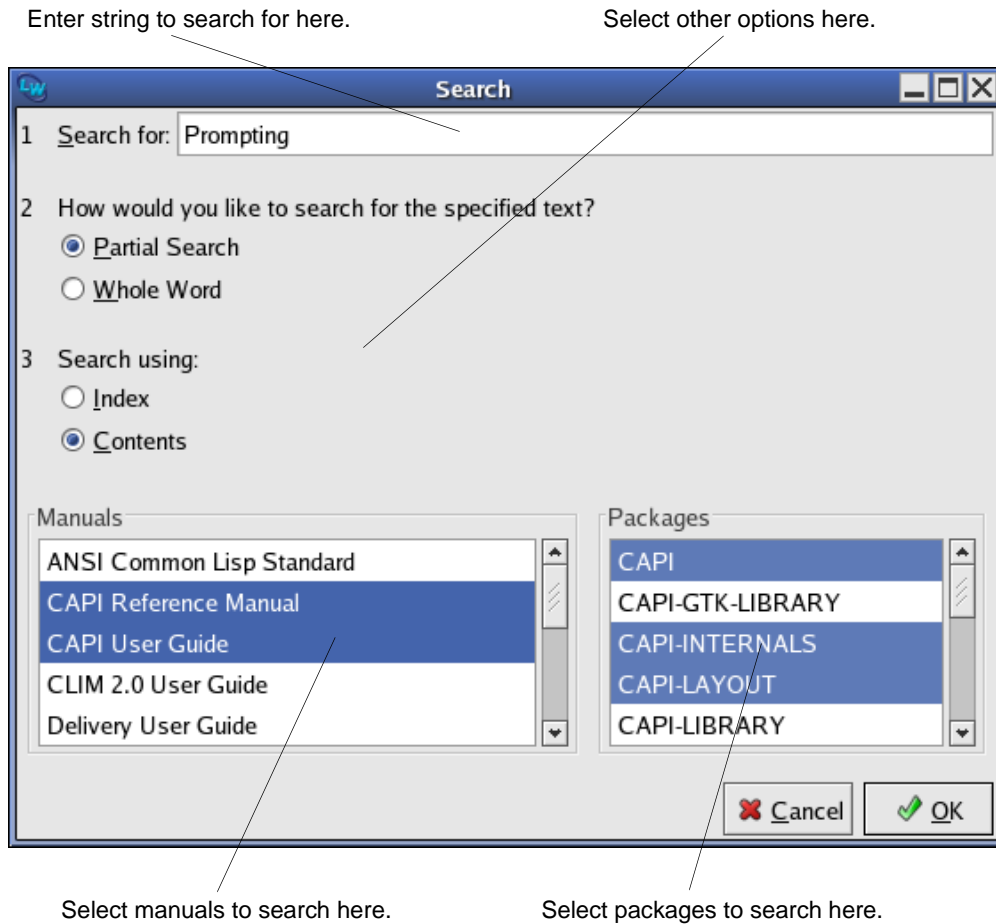 Enter string to search for here.
Select other options here.
LW
Search
1 Search for: Prompting
2 How would you like to search for the specified text?
Partial Search
Whole Word
3 Search using:
Index
Contents
Manuals
ANSI Common Lisp Standard
CAPI Reference Manual
CAPI User Guide
CLIM 2.0 User Guide
Delivery User Guide
Packages
CAPI
CAPI-GTK-LIBRARY
CAPI-INTERNALS
CAPI-LAYOUT
CAPI-LIBRARY
Cancel
OK
Select manuals to search here.
Select packages to search here.